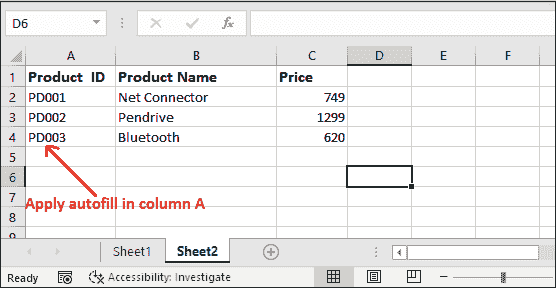 D6 fx
A B C D E F
1 Product ID Product Name Price
2 PD001 Net Connector 749
3 PD002 Pendrive 1299
4 PD003 Bluetooth 620
5
6
7
Apply autofill in column A
8
9
Sheet1 Sheet2
Ready Accessibility: Investigate